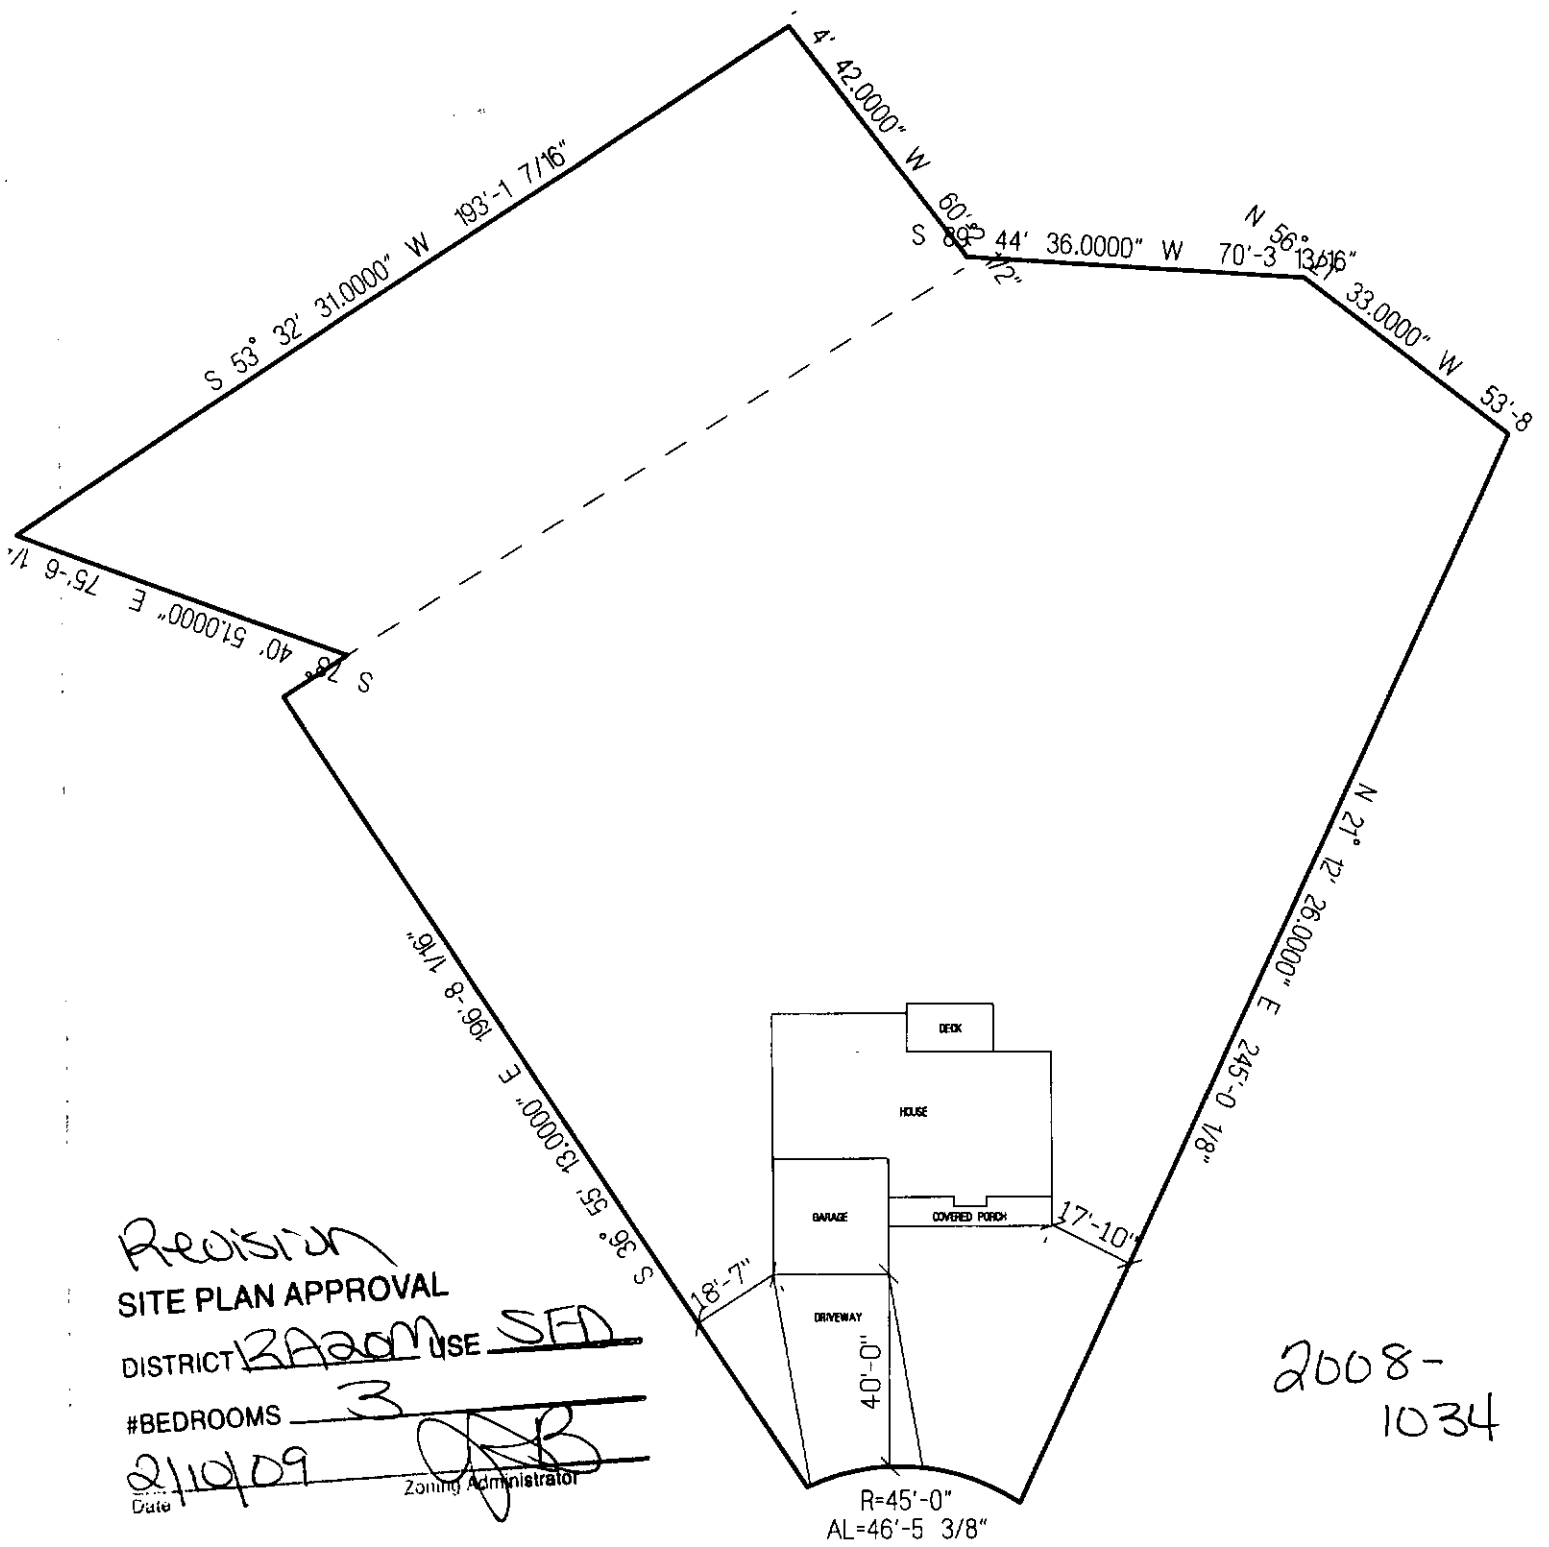 4' 42.0000" W 60'
S 53° 32' 31.0000" W 193'-1 7/16"
S 89° 44' 36.0000" W 70'-3 13/16"
N 56° 33.0000" W 53'-8
40' 51.0000" E 75'-6
S 78°
N 21° 12' 26.0000" E 245'-0 1/8"
S 36° 55' 13.0000" E 196'-8 1/16"
DECK
HOUSE
GARAGE
COVERED PORCH
17'-10"
18'-7"
DRIVEWAY
40'-0"
R=45'-0"
AL=46'-5 3/8"
Revision
SITE PLAN APPROVAL
DISTRICT RA20M USE SFD
#BEDROOMS 3
2/10/09
Date Zoning Administrator
2008-
1034